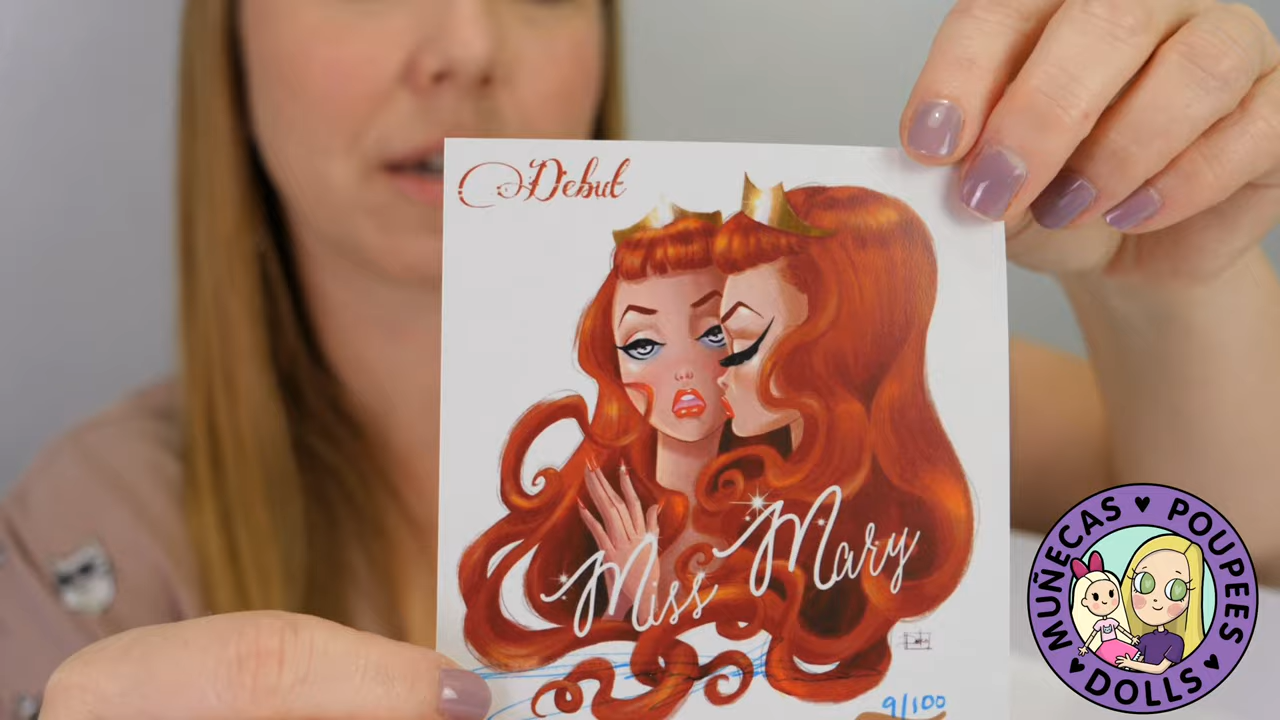 Debut
Miss Mary
9/100
MUÑECAS ♥ POUPEES ♥ DOLLS ♥